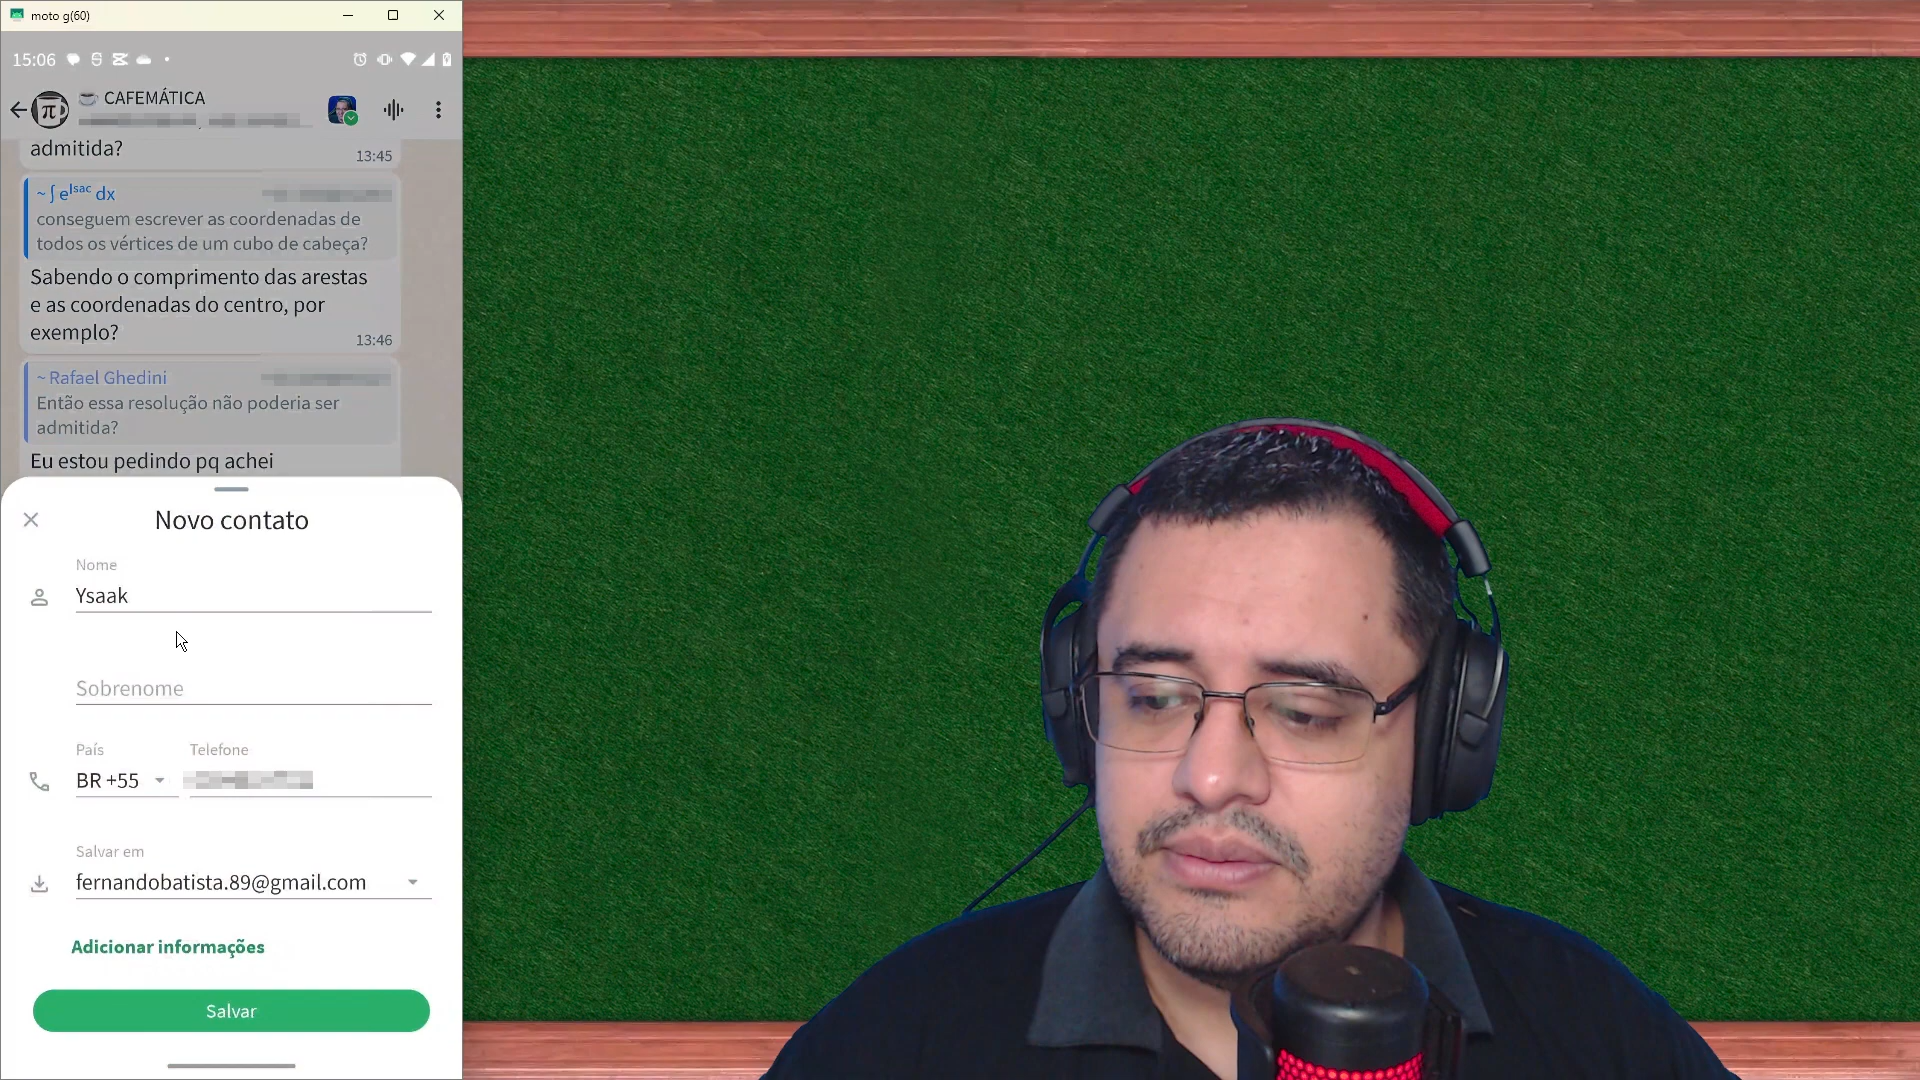 moto g(60)
15:06
CAFEMÁTICA
admitida?
13:45
~ ∫ eᴵˢᵃᶜ dx
conseguem escrever as coordenadas de
todos os vértices de um cubo de cabeça?
Sabendo o comprimento das arestas
e as coordenadas do centro, por
exemplo?
13:46
~ Rafael Ghedini
Então essa resolução não poderia ser
admitida?
Eu estou pedindo pq achei
Novo contato
Nome
Ysaak
Sobrenome
País Telefone
BR +55
Salvar em
fernandobatista.89@gmail.com
Adicionar informações
Salvar